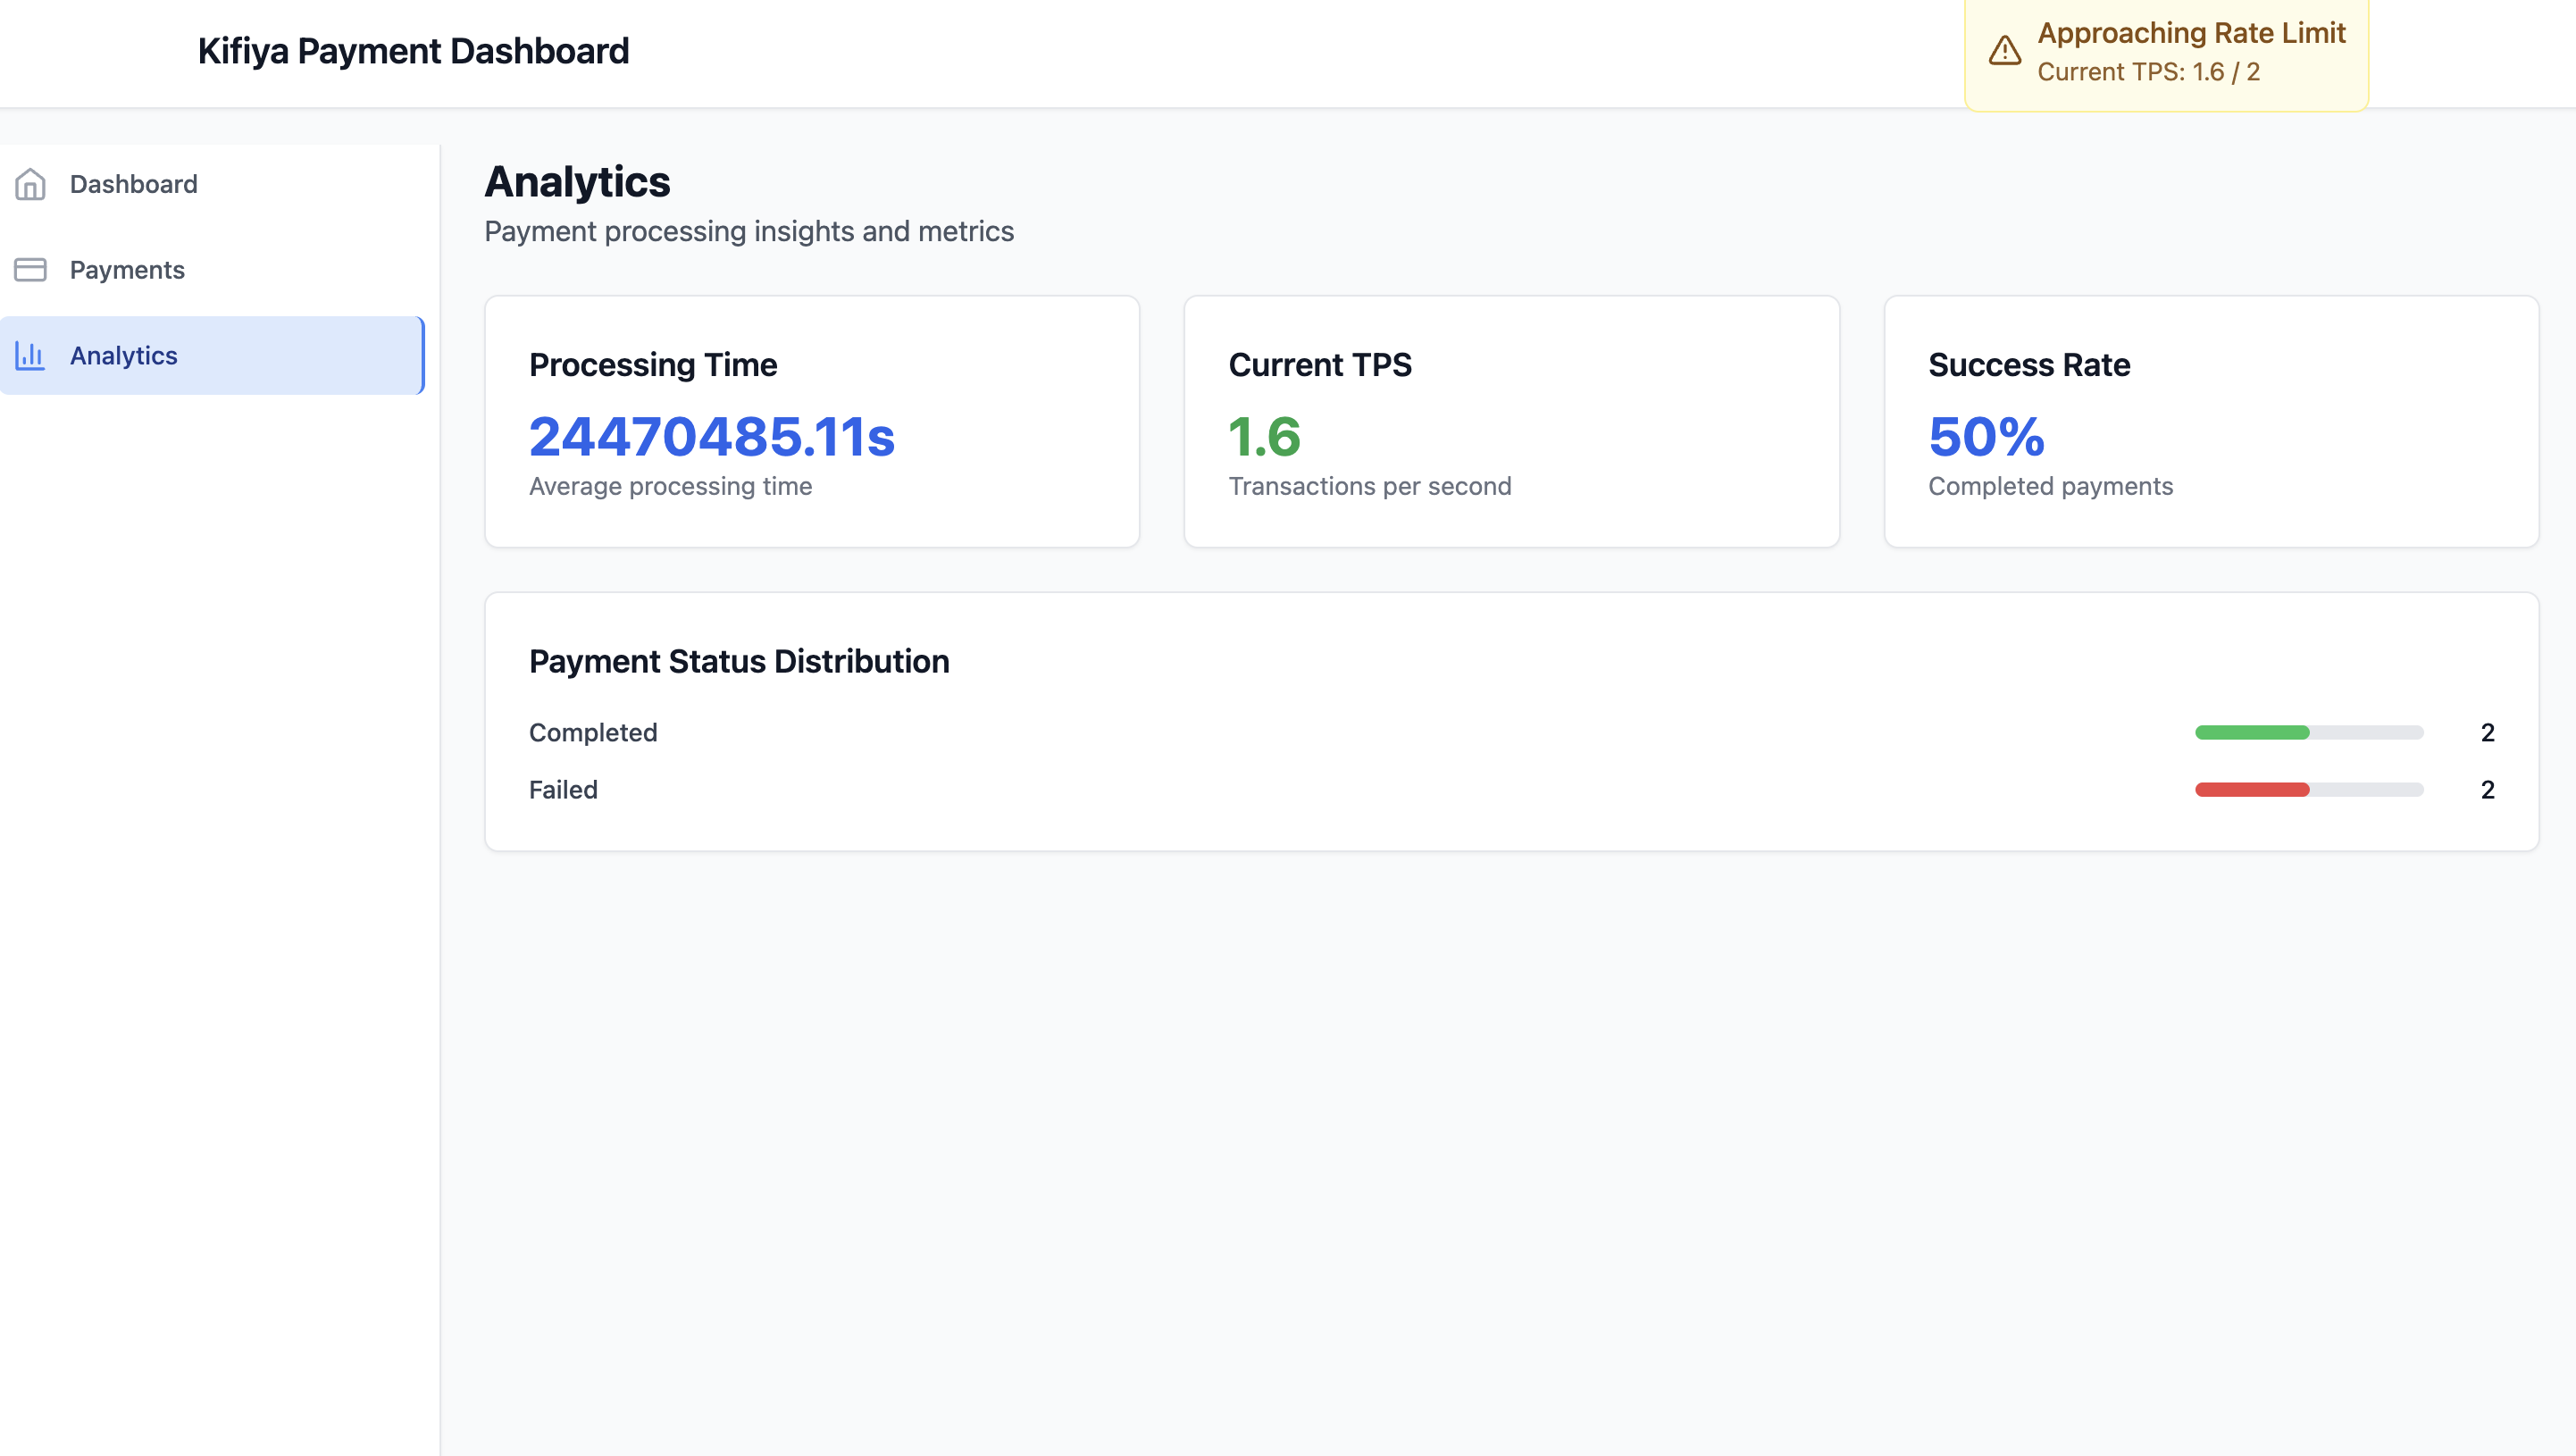 Kifiya Payment Dashboard
Approaching Rate Limit
Current TPS: 1.6 / 2
Dashboard
Payments
Analytics
Analytics
Payment processing insights and metrics
Processing Time
24470485.11s
Average processing time
Current TPS
1.6
Transactions per second
Success Rate
50%
Completed payments
Payment Status Distribution
Completed 2
Failed 2